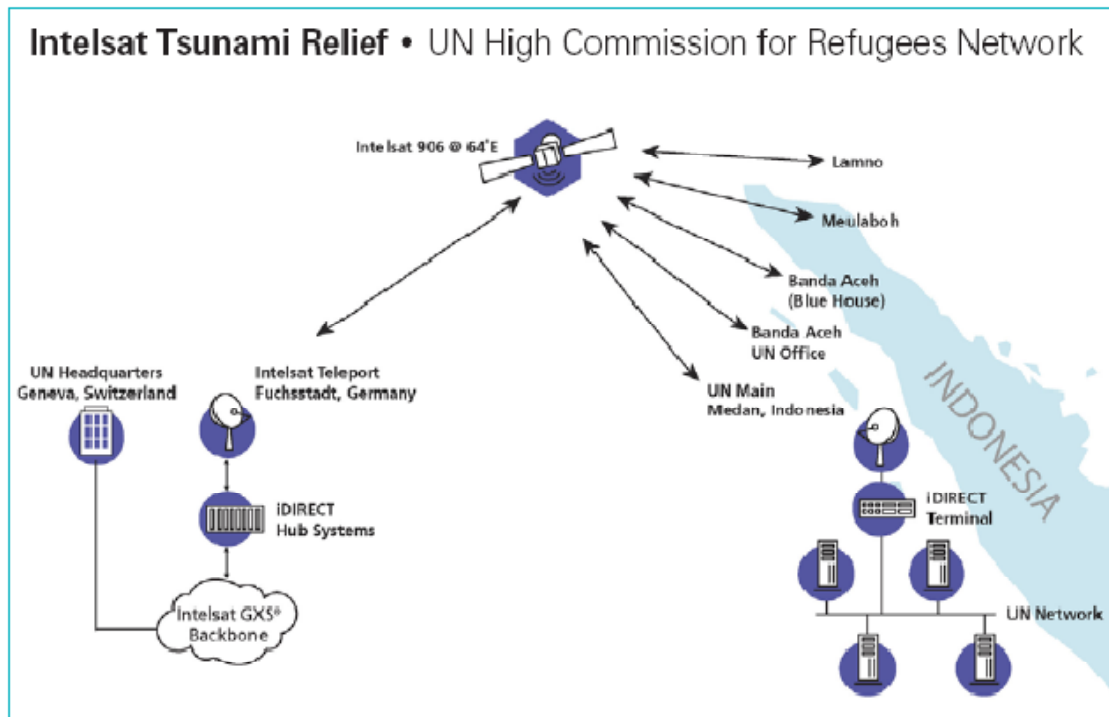 Intelsat Tsunami Relief • UN High Commission for Refugees Network
Intelsat 906 @ 64°E
Lamno
Meulaboh
Banda Aceh
(Blue House)
Banda Aceh
UN Office
UN Main
Medan, Indonesia
UN Headquarters
Geneva, Switzerland
Intelsat Teleport
Fuchsstadt, Germany
iDIRECT
Hub Systems
Intelsat GXS®
Backbone
INDONESIA
iDIRECT
Terminal
UN Network